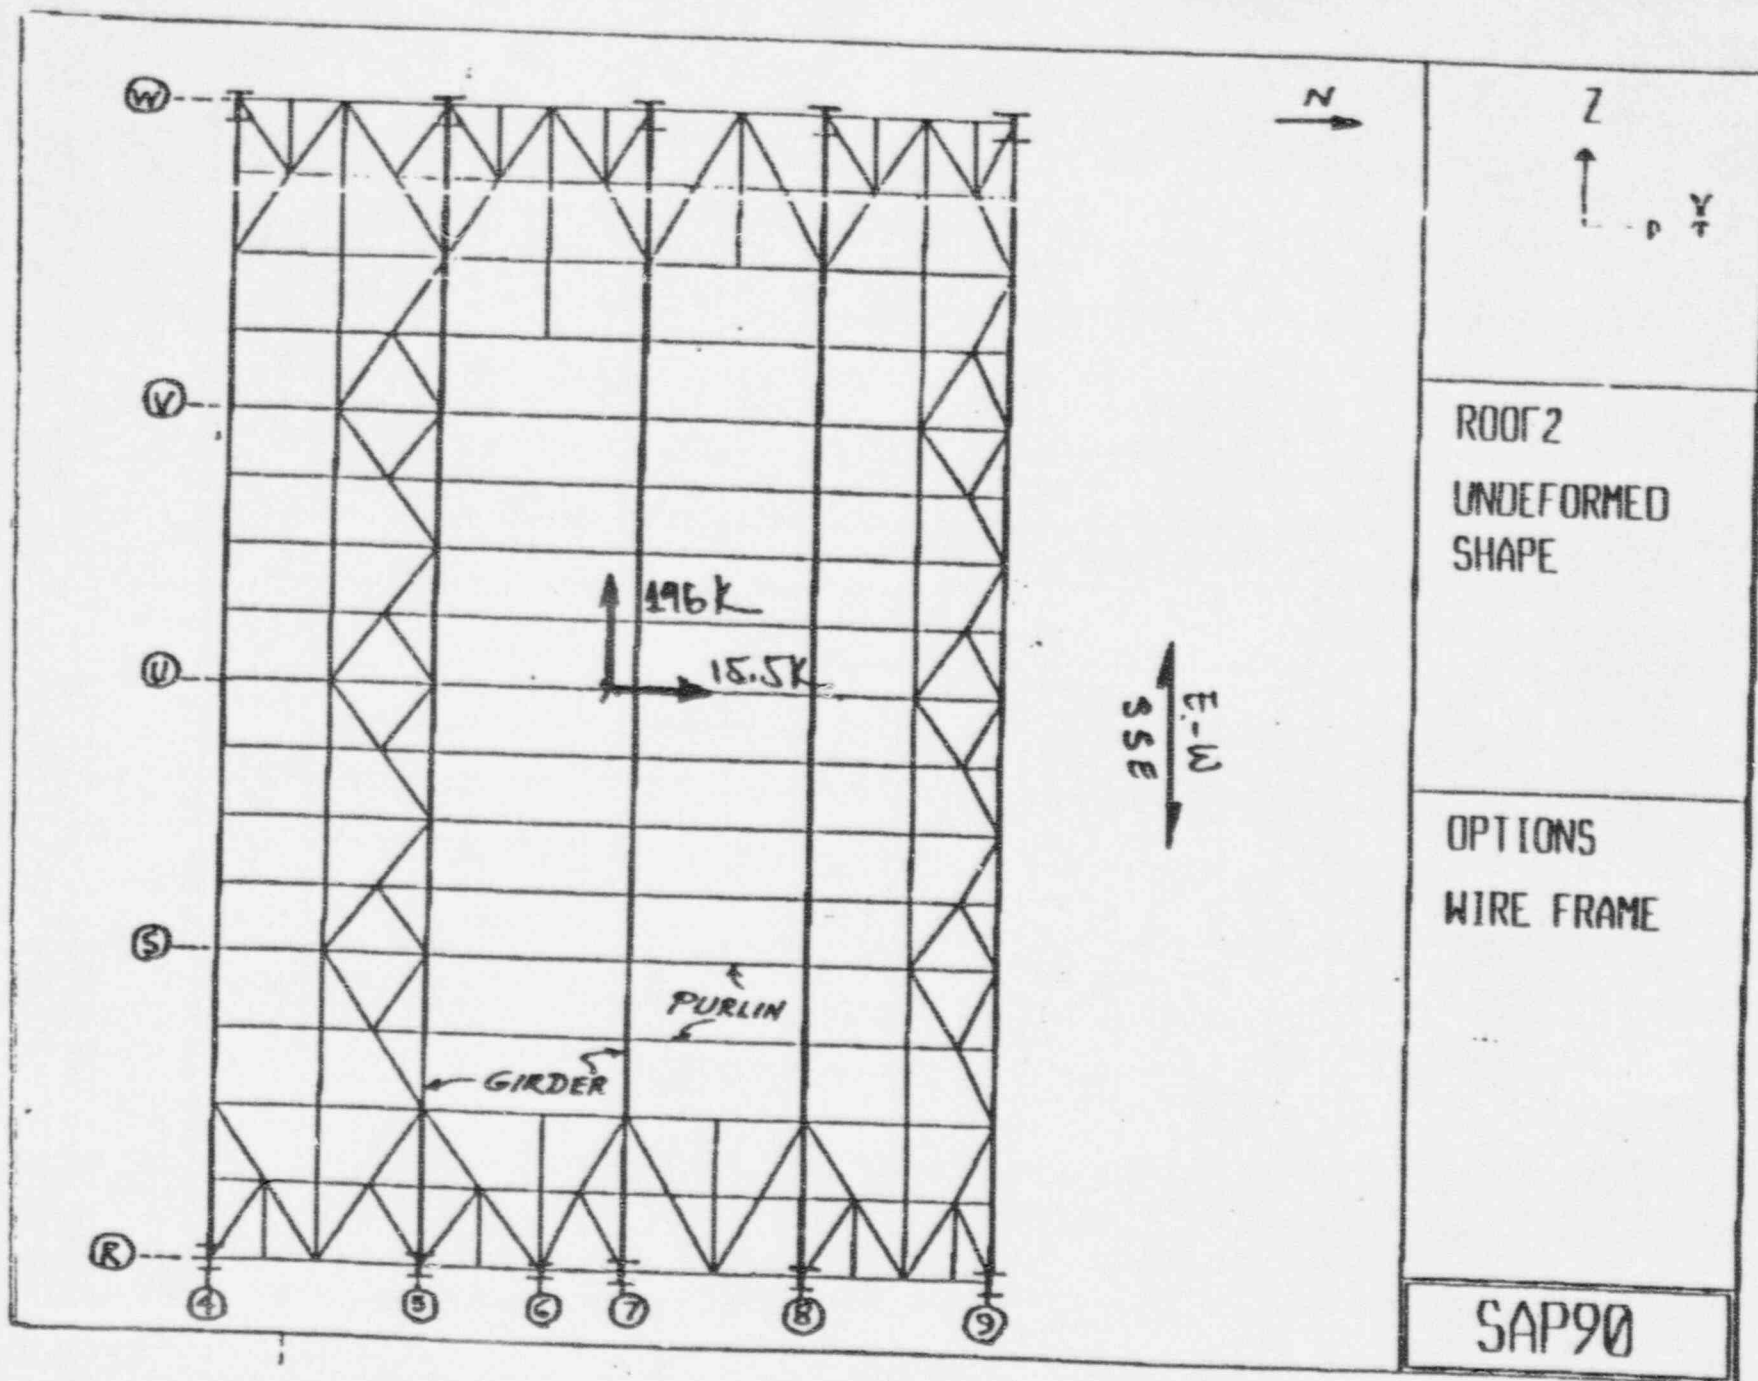 W
N
Z
Y
V
ROOF2
UNDEFORMED
SHAPE
196K
15.5K
U
E-W
SSE
OPTIONS
WIRE FRAME
S
PURLIN
GIRDER
R
4
5
6
7
8
9
SAP90